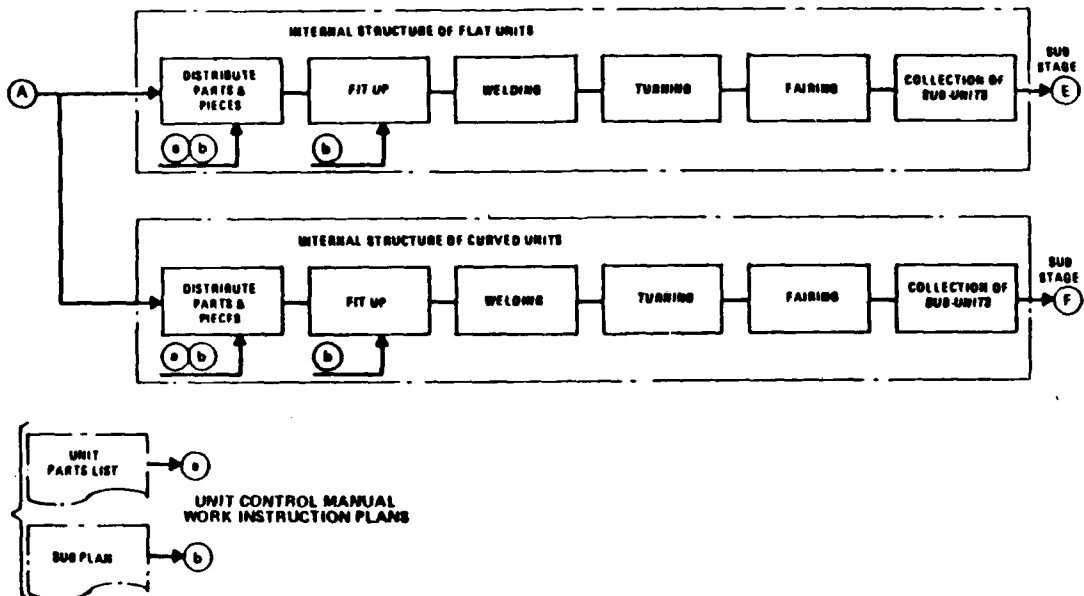 INTERNAL STRUCTURE OF FLAT UNITS
SUB
STAGE
A
DISTRIBUTE
PARTS &
PIECES
FIT UP
WELDING
TURNING
FAIRING
COLLECTION OF
SUB-UNITS
E
a b
b
INTERNAL STRUCTURE OF CURVED UNITS
SUB
STAGE
DISTRIBUTE
PARTS &
PIECES
FIT UP
WELDING
TURNING
FAIRING
COLLECTION OF
SUB-UNITS
F
a b
b
UNIT
PARTS LIST
a
UNIT CONTROL MANUAL
WORK INSTRUCTION PLANS
SUB PLAN
b